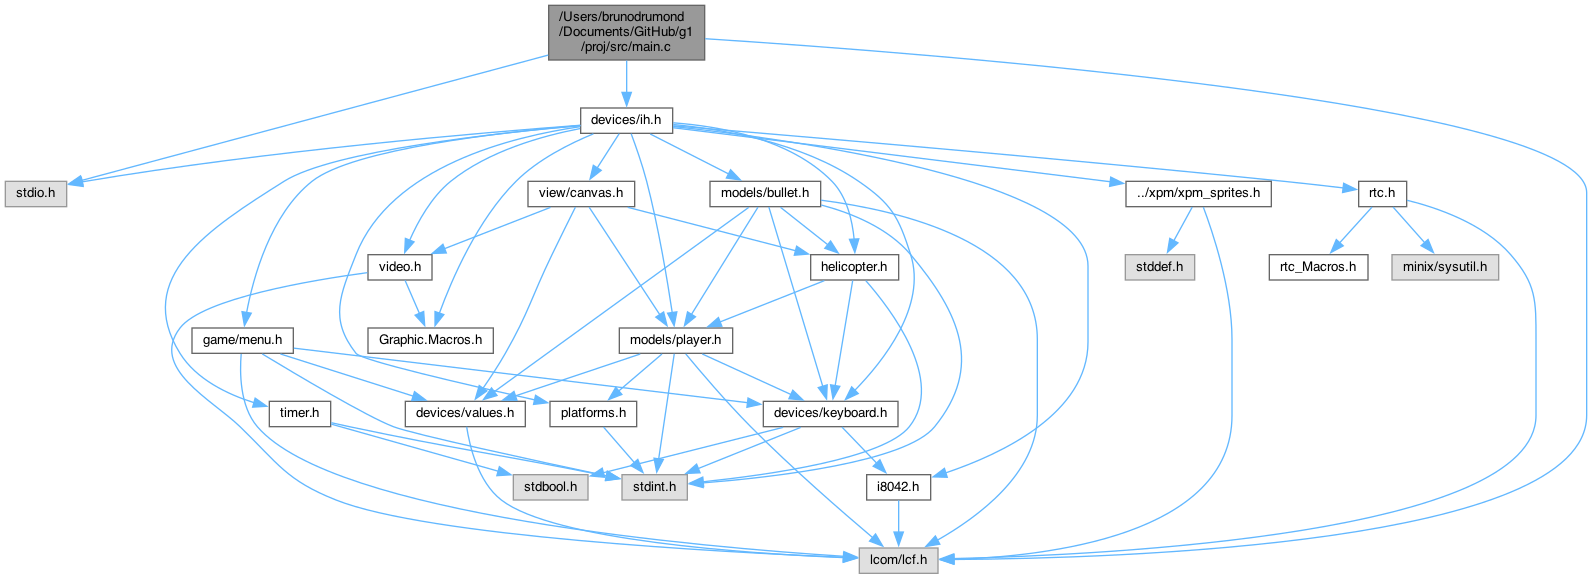 /Users/brunodrumond
/Documents/GitHub/g1
/proj/src/main.c
devices/ih.h
stdio.h
view/canvas.h
models/bullet.h
../xpm/xpm_sprites.h
rtc.h
video.h
helicopter.h
stddef.h
rtc_Macros.h
minix/sysutil.h
game/menu.h
Graphic.Macros.h
models/player.h
timer.h
devices/values.h
platforms.h
devices/keyboard.h
stdbool.h
stdint.h
i8042.h
lcom/lcf.h